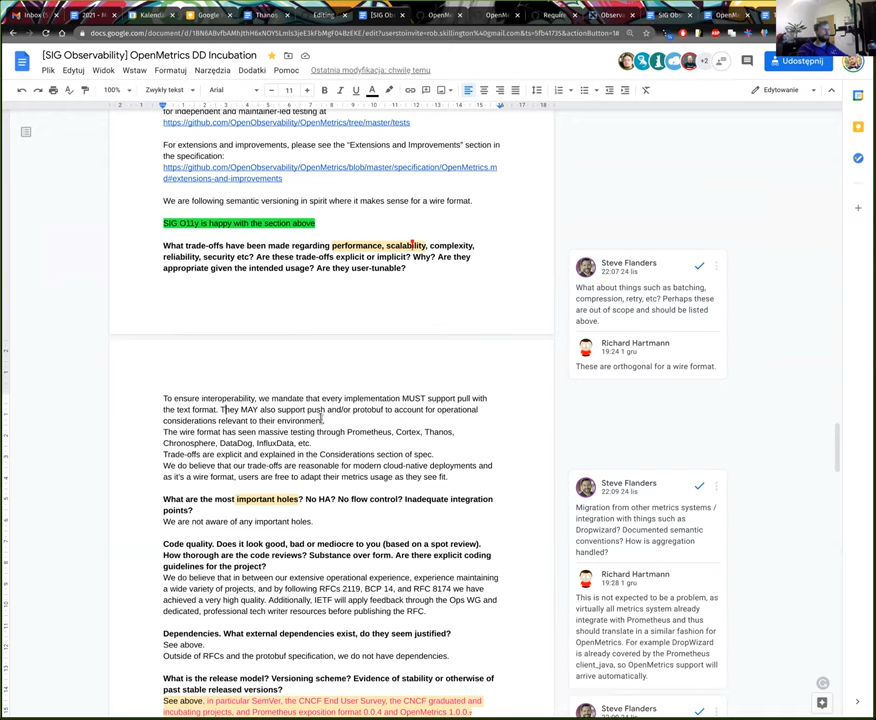 Inbox (5
2021 - M
Kalenda
Google
Thanos
Editing
[SIG Ob
OpenM
OpenM
Require
Observa
SIG Obs
OpenM
[SIG Observability] OpenMetrics DD Incubation
Plik Edytuj Widok Wstaw Formatuj Narzędzia Dodatki Pomoc Ostatnia modyfikacja: chwilę temu
+2
Udostępnij
100% Zwykły tekst Arial 11 B I U A Edytowanie
for independent and maintainer-led testing at
https://github.com/OpenObservability/OpenMetrics/tree/master/tests
For extensions and improvements, please see the “Extensions and Improvements” section in
the specification:
https://github.com/OpenObservability/OpenMetrics/blob/master/specification/OpenMetrics.m
d#extensions-and-improvements
We are following semantic versioning in spirit where it makes sense for a wire format.
SIG O11y is happy with the section above
What trade-offs have been made regarding performance, scalability, complexity,
reliability, security etc? Are these trade-offs explicit or implicit? Why? Are they
appropriate given the intended usage? Are they user-tunable?
To ensure interoperability, we mandate that every implementation MUST support pull with
the text format. They MAY also support push and/or protobuf to account for operational
considerations relevant to their environment.
The wire format has seen massive testing through Prometheus, Cortex, Thanos,
Chronosphere, DataDog, InfluxData, etc.
Trade-offs are explicit and explained in the Considerations section of spec.
We do believe that our trade-offs are reasonable for modern cloud-native deployments and
as it's a wire format, users are free to adapt their metrics usage as they see fit.
What are the most important holes? No HA? No flow control? Inadequate integration
points?
We are not aware of any important holes.
Code quality. Does it look good, bad or mediocre to you (based on a spot review).
How thorough are the code reviews? Substance over form. Are there explicit coding
guidelines for the project?
We do believe that in between our extensive operational experience, experience maintaining
a wide variety of projects, and by following RFCs 2119, BCP 14, and RFC 8174 we have
achieved a very high quality. Additionally, IETF will apply feedback through the Ops WG and
dedicated, professional tech writer resources before publishing the RFC.
Dependencies. What external dependencies exist, do they seem justified?
See above.
Outside of RFCs and the protobuf specification, we do not have dependencies.
What is the release model? Versioning scheme? Evidence of stability or otherwise of
past stable released versions?
See above, in particular SemVer, the CNCF End User Survey, the CNCF graduated and
incubating projects, and Prometheus exposition format 0.0.4 and OpenMetrics 1.0.0.
Steve Flanders
22:07 24 lis
What about things such as batching,
compression, retry, etc? Perhaps these
are out of scope and should be listed
above.
Richard Hartmann
19:24 1 gru
These are orthogonal for a wire format.
Steve Flanders
22:09 24 lis
Migration from other metrics systems /
integration with things such as
Dropwizard? Documented semantic
conventions? How is aggregation
handled?
Richard Hartmann
19:28 1 gru
This is not expected to be a problem, as
virtually all metrics system already
integrate with Prometheus and thus
should translate in a similar fashion for
OpenMetrics. For example DropWizard
is already covered by the Prometheus
client_java, so OpenMetrics support will
arrive automatically.
Steve Flanders